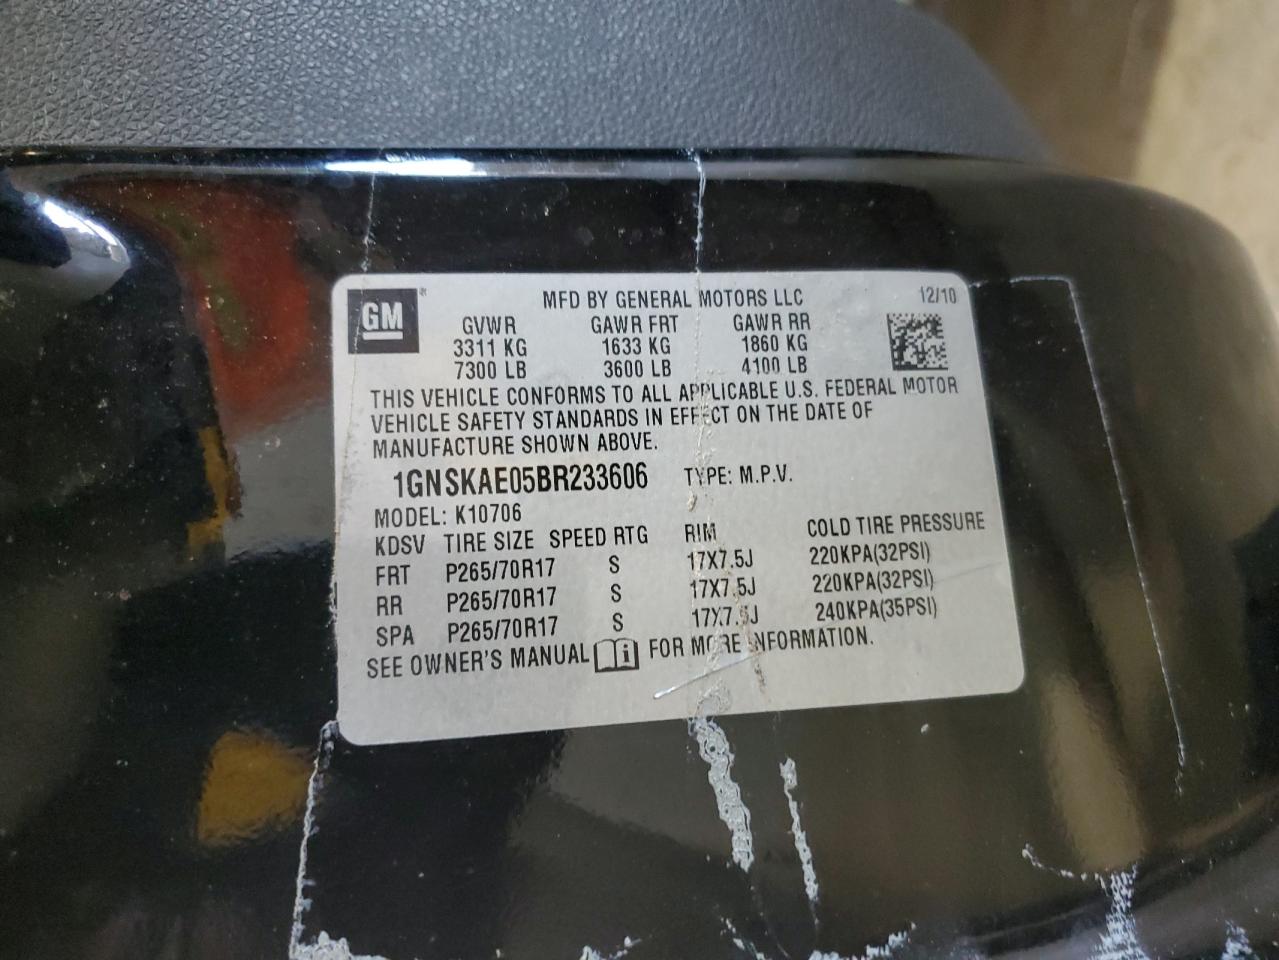 GM® MFD BY GENERAL MOTORS LLC 12/10
GVWR GAWR FRT GAWR RR
3311 KG 1633 KG 1860 KG
7300 LB 3600 LB 4100 LB
THIS VEHICLE CONFORMS TO ALL APPLICABLE U.S. FEDERAL MOTOR
VEHICLE SAFETY STANDARDS IN EFFECT ON THE DATE OF
MANUFACTURE SHOWN ABOVE.
1GNSKAE05BR233606 TYPE: M.P.V.
MODEL: K10706
KDSV TIRE SIZE SPEED RTG RIM COLD TIRE PRESSURE
FRT P265/70R17 S 17X7.5J 220KPA(32PSI)
RR P265/70R17 S 17X7.5J 220KPA(32PSI)
SPA P265/70R17 S 17X7.5J 240KPA(35PSI)
SEE OWNER'S MANUAL FOR MORE INFORMATION.